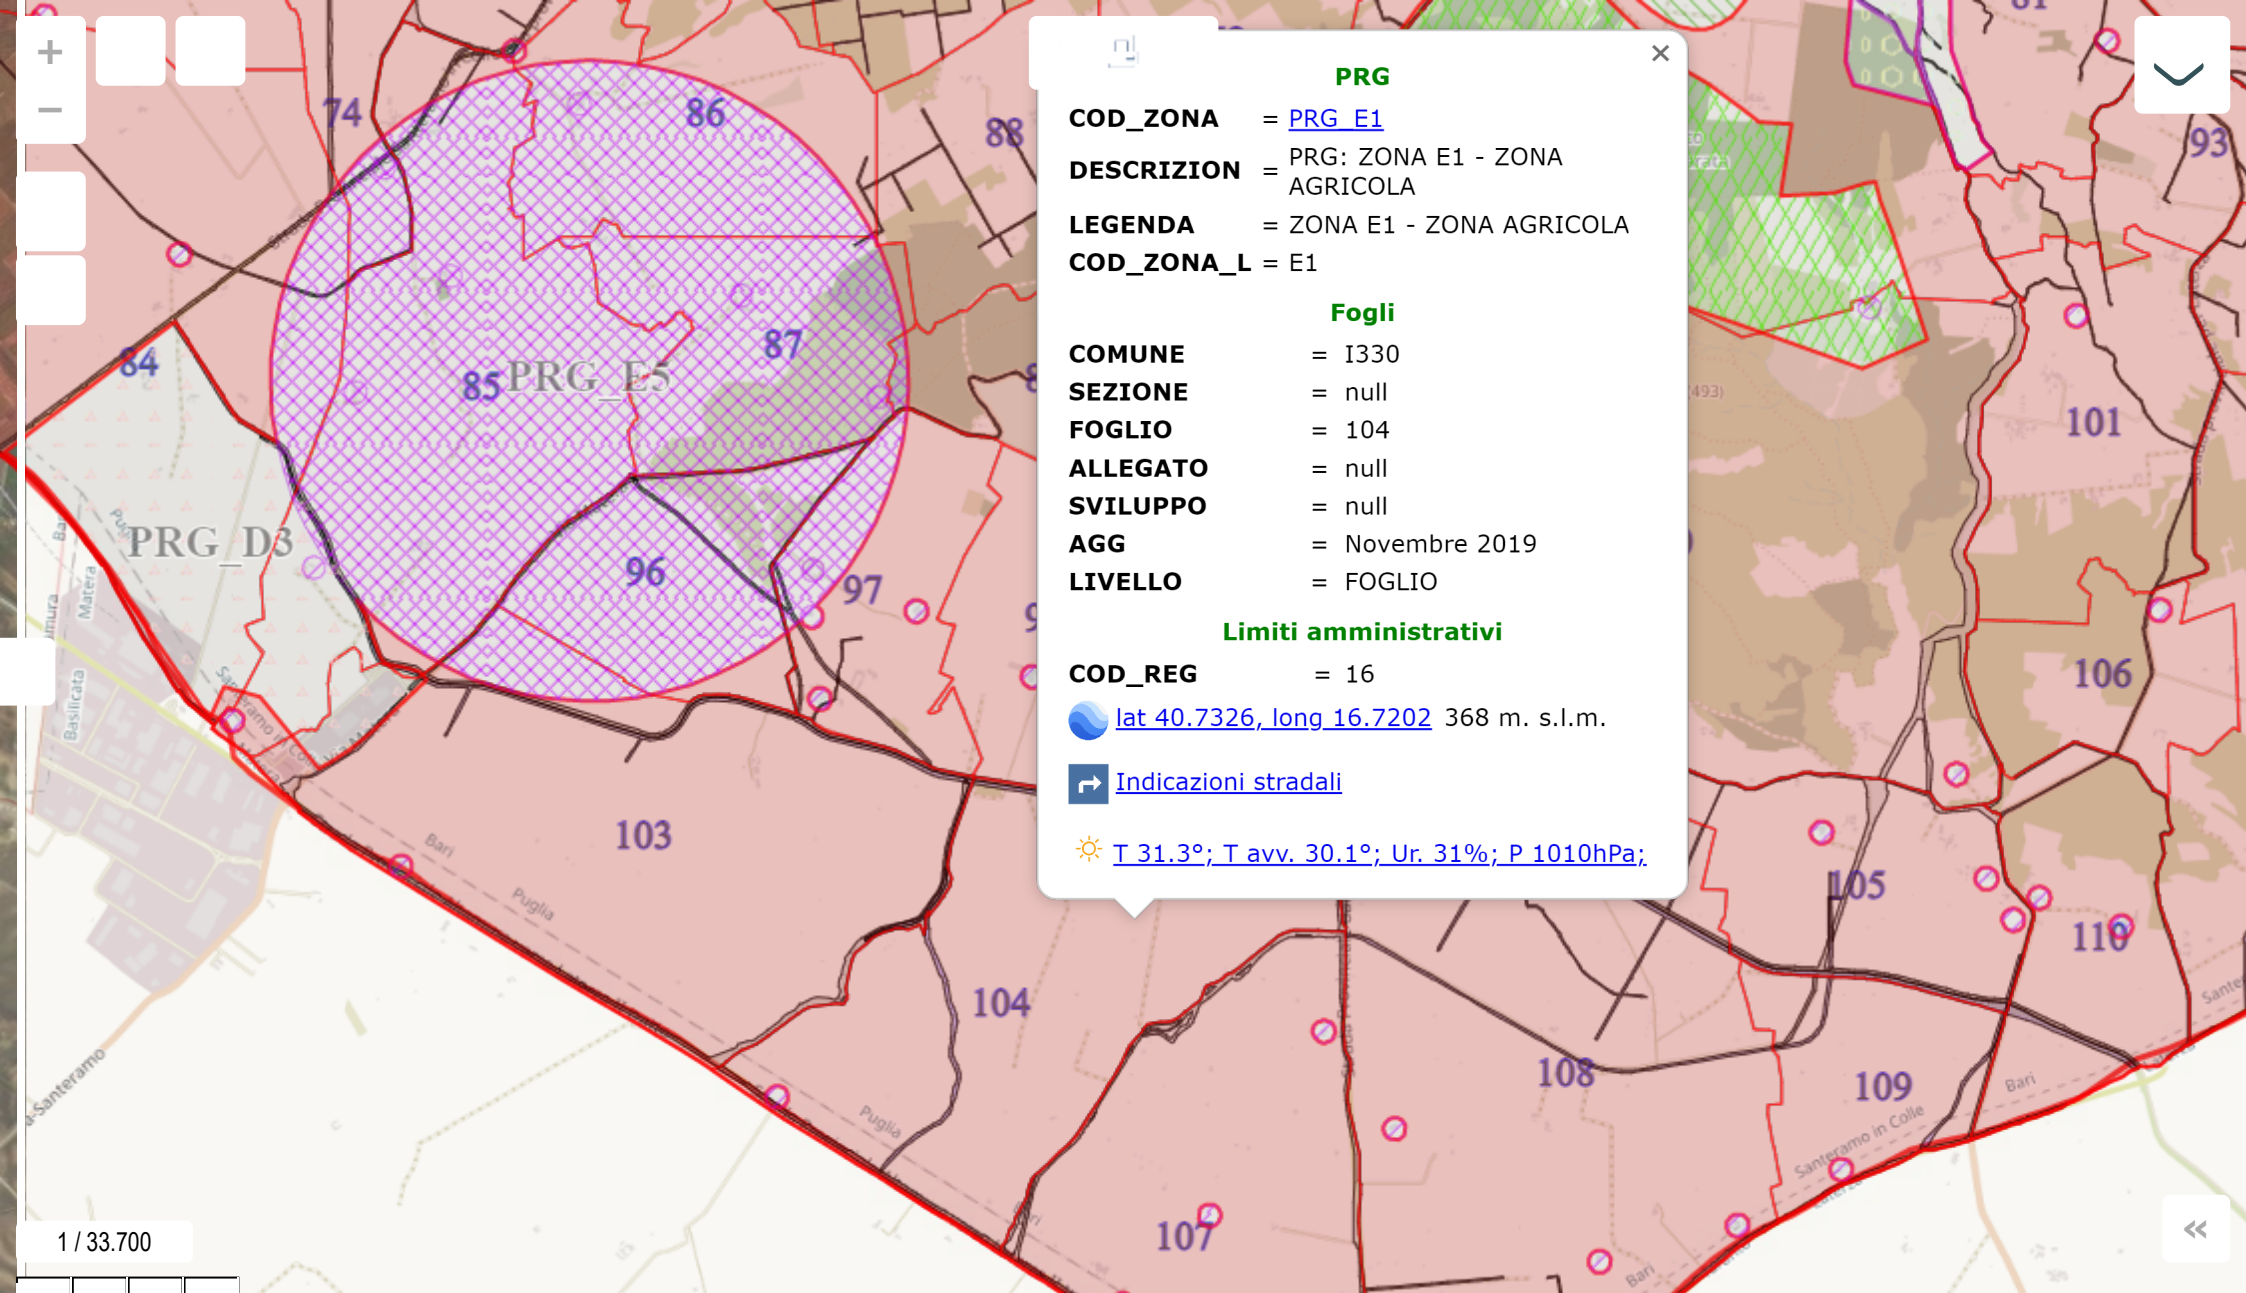 +
−
PRG
COD_ZONA = PRG_E1
DESCRIZION = PRG: ZONA E1 - ZONA
AGRICOLA
LEGENDA = ZONA E1 - ZONA AGRICOLA
COD_ZONA_L = E1
Fogli
COMUNE = I330
SEZIONE = null
FOGLIO = 104
ALLEGATO = null
SVILUPPO = null
AGG = Novembre 2019
LIVELLO = FOGLIO
Limiti amministrativi
COD_REG = 16
lat 40.7326, long 16.7202 368 m. s.l.m.
Indicazioni stradali
T 31.3°; T avv. 30.1°; Ur. 31%; P 1010hPa;
74
86
88
93
84
85
PRG_E5
87
101
PRG_D3
96
97
106
103
105
110
104
108
109
107
Matera
Basilicata
Bari
Puglia
Puglia
Bari
Santeramo in Colle
Bari
1 / 33.700
«